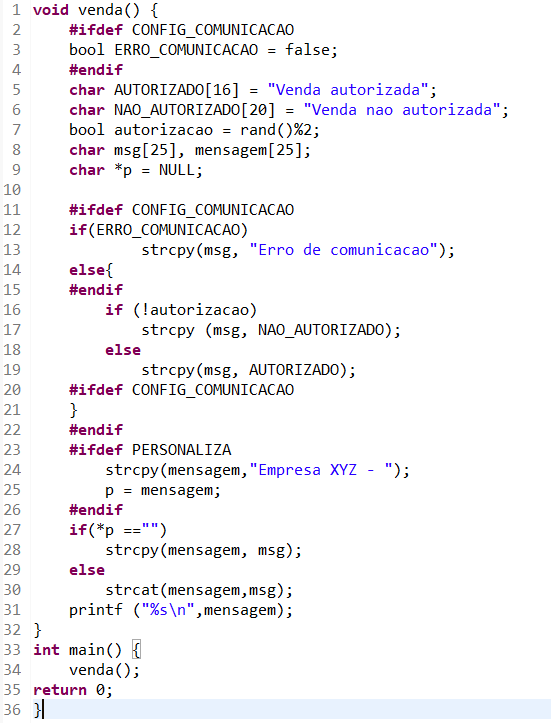 1 void venda() {
2 #ifdef CONFIG_COMUNICACAO
3 bool ERRO_COMUNICACAO = false;
4 #endif
5 char AUTORIZADO[16] = "Venda autorizada";
6 char NAO_AUTORIZADO[20] = "Venda nao autorizada";
7 bool autorizacao = rand()%2;
8 char msg[25], mensagem[25];
9 char *p = NULL;
10
11 #ifdef CONFIG_COMUNICACAO
12 if(ERRO_COMUNICACAO)
13 strcpy(msg, "Erro de comunicacao");
14 else{
15 #endif
16 if (!autorizacao)
17 strcpy (msg, NAO_AUTORIZADO);
18 else
19 strcpy(msg, AUTORIZADO);
20 #ifdef CONFIG_COMUNICACAO
21 }
22 #endif
23 #ifdef PERSONALIZA
24 strcpy(mensagem,"Empresa XYZ - ");
25 p = mensagem;
26 #endif
27 if(*p =="")
28 strcpy(mensagem, msg);
29 else
30 strcat(mensagem,msg);
31 printf ("%s\n",mensagem);
32 }
33 int main() {
34 venda();
35 return 0;
36 }